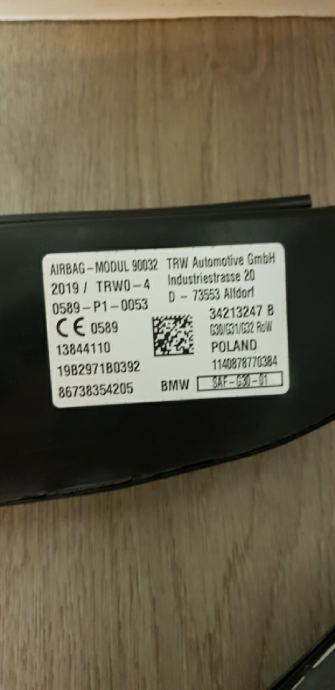 AIRBAG-MODUL 90032 TRW Automotive GmbH
2019 / TRW0-4 Industriestrasse 20
0589-P1-0053 D - 73553 Alfdorf
CE 0589 34213247 B
G30/G31/G32 RoW
13844110 POLAND
19B2971B0392 1140878770384
86738354205 BMW SAF-G30-01